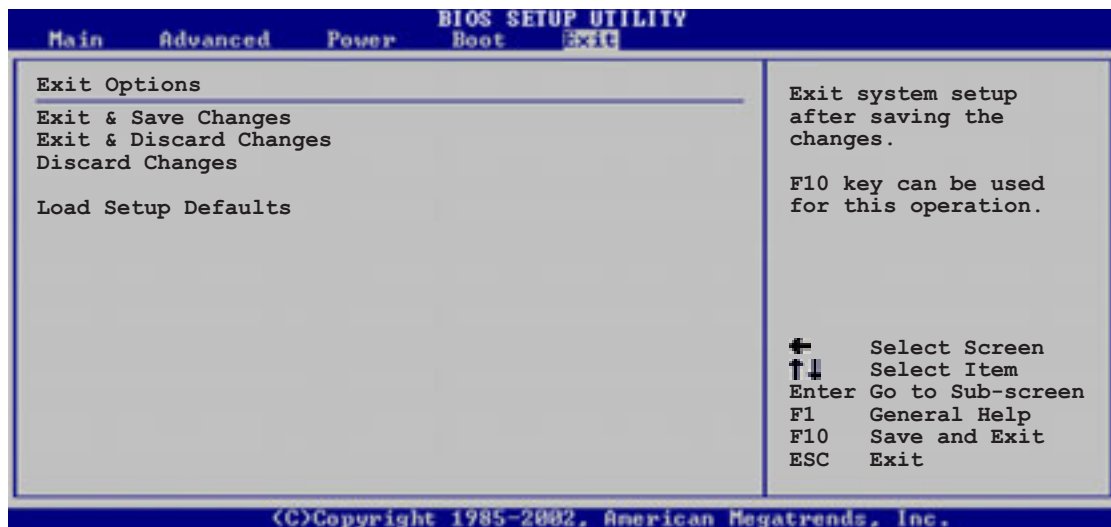 BIOS SETUP UTILITY
Main Advanced Power Boot Exit
Exit Options
Exit & Save Changes
Exit & Discard Changes
Discard Changes
Load Setup Defaults
Exit system setup
after saving the
changes.
F10 key can be used
for this operation.
← Select Screen
↑↓ Select Item
Enter Go to Sub-screen
F1 General Help
F10 Save and Exit
ESC Exit
(C)Copyright 1985-2002, American Megatrends, Inc.